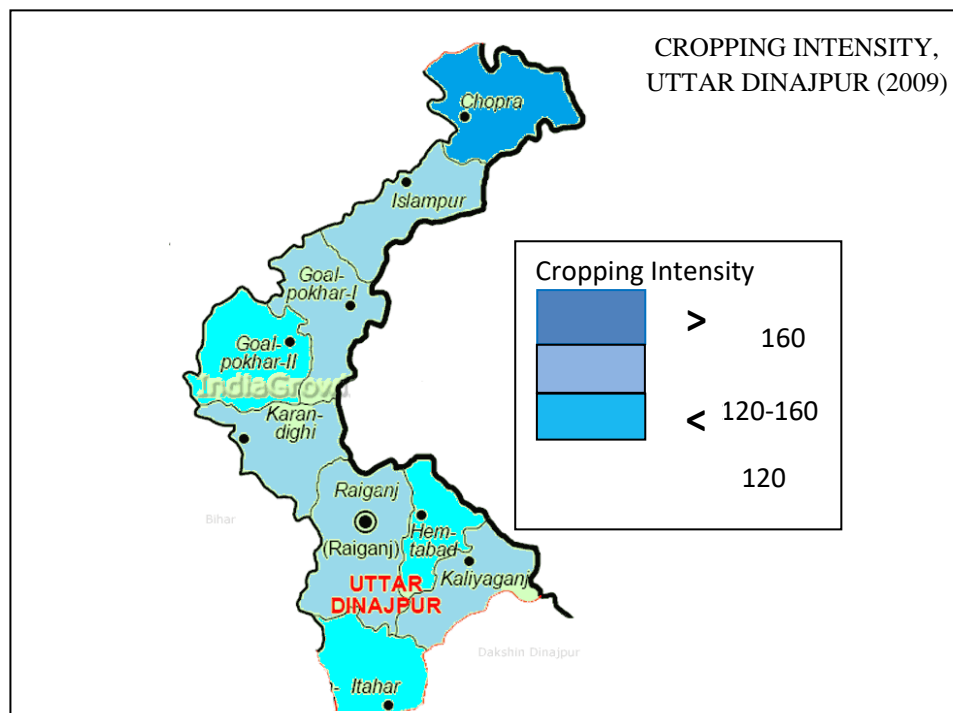 CROPPING INTENSITY,
UTTAR DINAJPUR (2009)
Chopra
Islampur
Goal-
pokhar-I
Goal-
pokhar-II
Karan-
dighi
Raiganj
(Raiganj)
Hem-
tabad
Kaliyaganj
UTTAR
DINAJPUR
Itahar
Bihar
Dakshin Dinajpur
Cropping Intensity
>
160
<
120-160
120